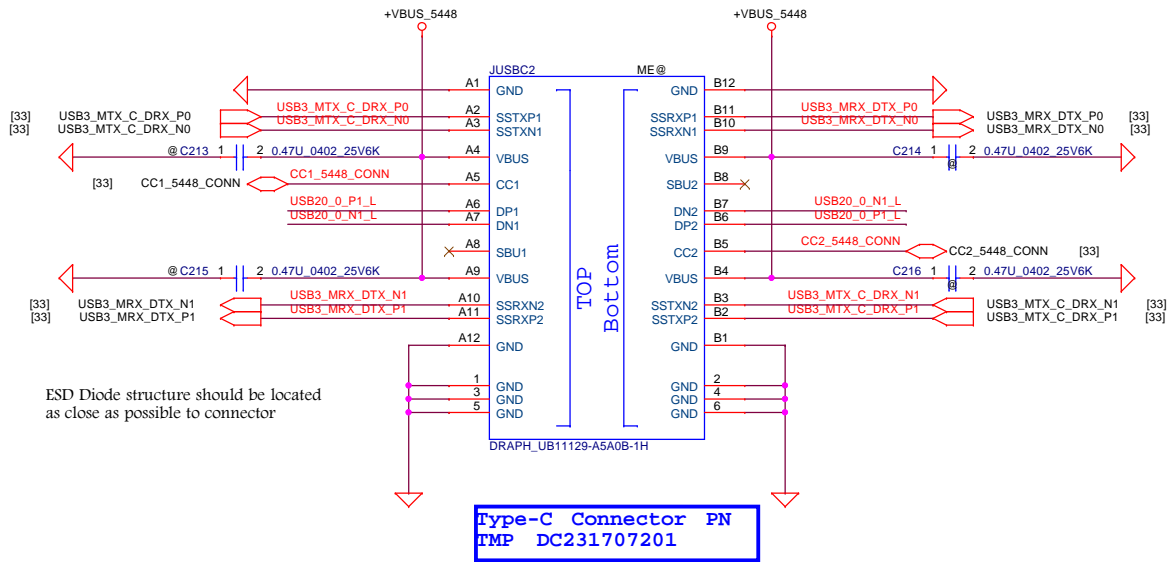 +VBUS_5448 +VBUS_5448
JUSBC2 ME@
A1 GND GND B12
[33] USB3_MTX_C_DRX_P0 USB3_MTX_C_DRX_P0 A2 SSTXP1 SSRXP1 B11 USB3_MRX_DTX_P0 USB3_MRX_DTX_P0 [33]
[33] USB3_MTX_C_DRX_N0 USB3_MTX_C_DRX_N0 A3 SSTXN1 SSRXN1 B10 USB3_MRX_DTX_N0 USB3_MRX_DTX_N0 [33]
@ C213 1 2 0.47U_0402_25V6K A4 VBUS VBUS B9 C214 1 2 0.47U_0402_25V6K
@
[33] CC1_5448_CONN CC1_5448_CONN A5 CC1 SBU2 B8
USB20_0_P1_L A6 DP1 DN2 B7 USB20_0_N1_L
USB20_0_N1_L A7 DN1 DP2 B6 USB20_0_P1_L
A8 SBU1 CC2 B5 CC2_5448_CONN CC2_5448_CONN [33]
@ C215 1 2 0.47U_0402_25V6K A9 VBUS VBUS B4 C216 1 2 0.47U_0402_25V6K
@
[33] USB3_MRX_DTX_N1 USB3_MRX_DTX_N1 A10 SSRXN2 SSTXN2 B3 USB3_MTX_C_DRX_N1 USB3_MTX_C_DRX_N1 [33]
[33] USB3_MRX_DTX_P1 USB3_MRX_DTX_P1 A11 SSRXP2 SSTXP2 B2 USB3_MTX_C_DRX_P1 USB3_MTX_C_DRX_P1 [33]
A12 GND GND B1
TOP
Bottom
1 GND GND 2
3 GND GND 4
5 GND GND 6
ESD Diode structure should be located
as close as possible to connector
DRAPH_UB11129-A5A0B-1H
Type-C Connector PN
TMP DC231707201